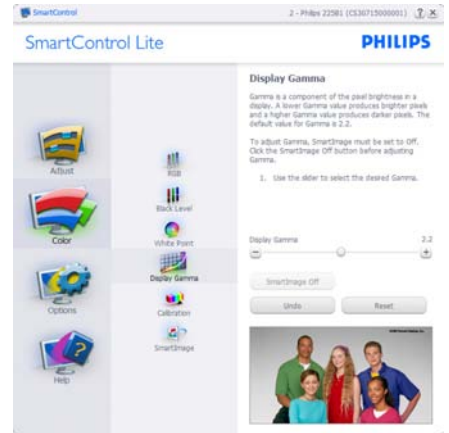 SmartControl
2 - Philips 225B1 (CS30715000001)
SmartControl Lite
PHILIPS
Adjust
Color
Options
Help
RGB
Black Level
White Point
Display Gamma
Calibration
SmartImage
Display Gamma
Gamma is a component of the pixel brightness in a
display. A lower Gamma value produces brighter pixels
and a higher Gamma value produces darker pixels. The
default value for Gamma is 2.2.
To adjust Gamma, SmartImage must be set to Off.
Click the SmartImage Off button before adjusting
Gamma.
1. Use the slider to select the desired Gamma.
Display Gamma 2.2
SmartImage Off
Undo Reset